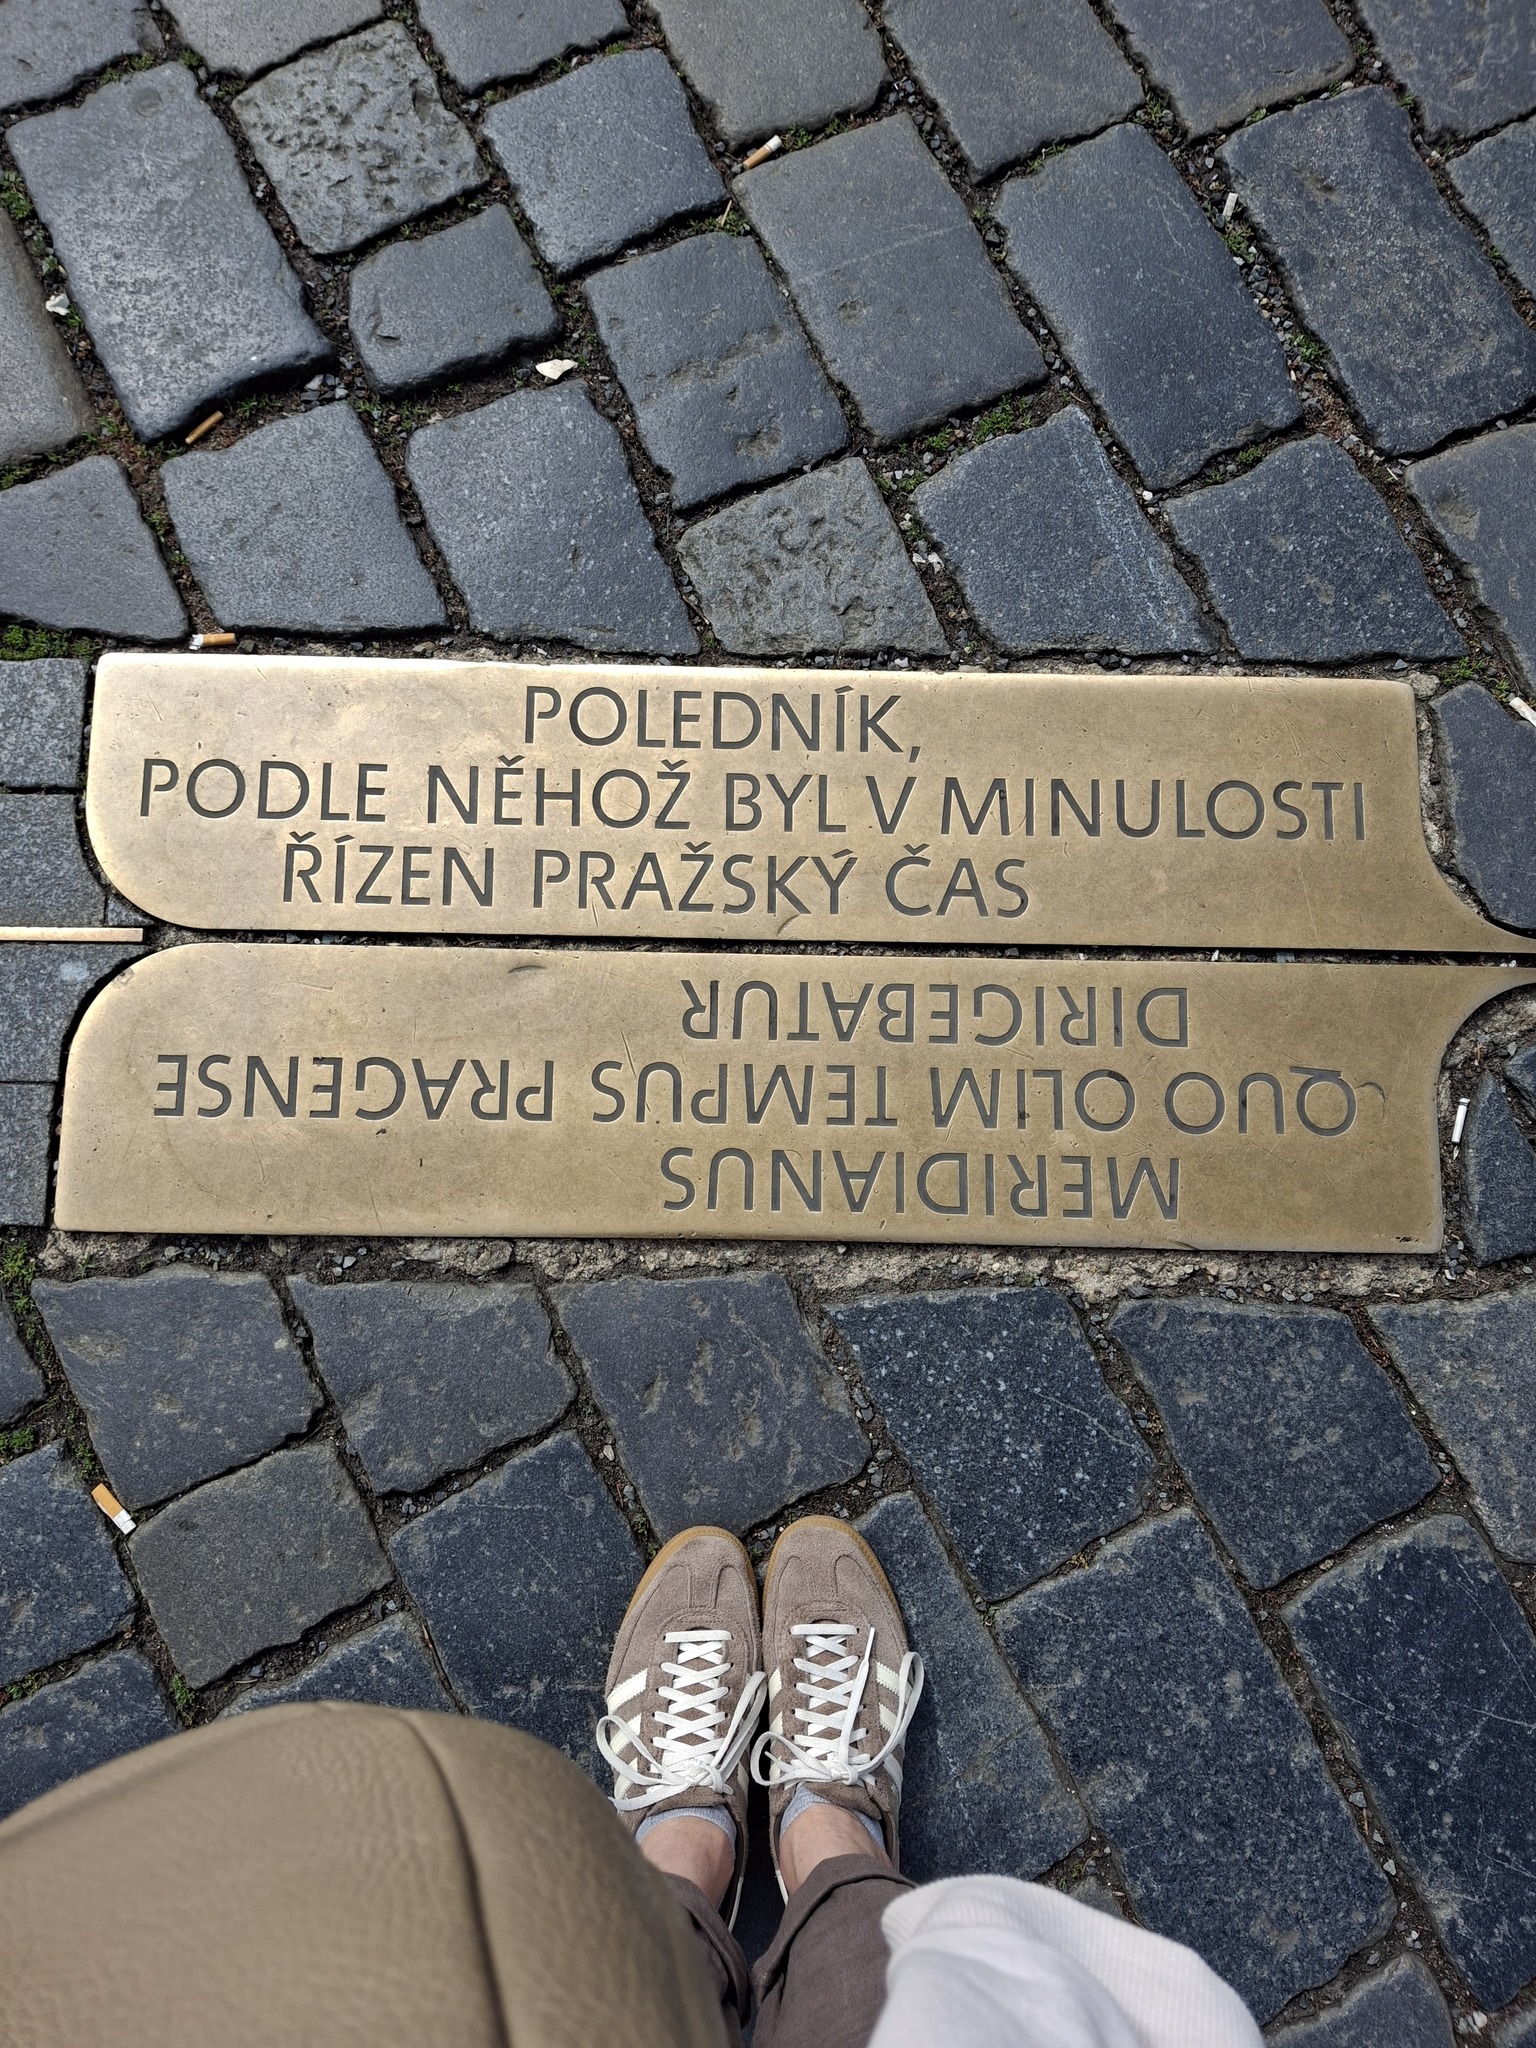 POLEDNÍK,
PODLE NĚHOŽ BYL V MINULOSTI
ŘÍZEN PRAŽSKÝ ČAS
MERIDIANUS
QUO OLIM TEMPUS PRAGENSE
DIRIGEBATUR